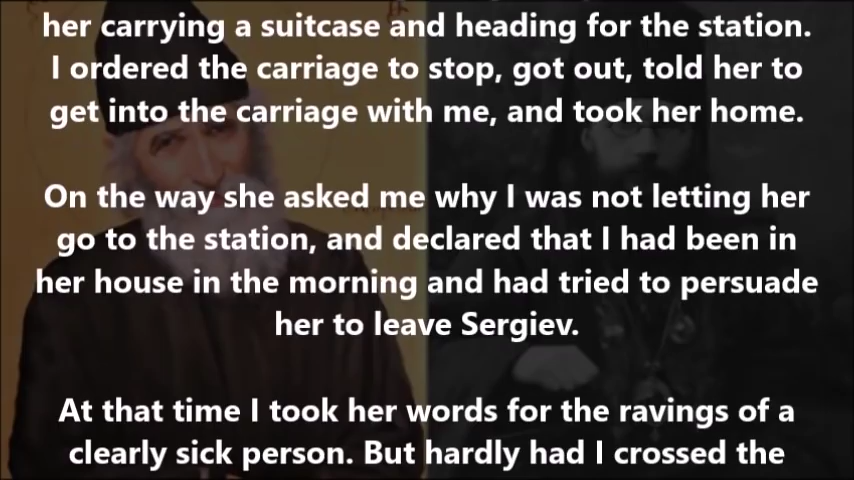 her carrying a suitcase and heading for the station.
I ordered the carriage to stop, got out, told her to
get into the carriage with me, and took her home.
On the way she asked me why I was not letting her
go to the station, and declared that I had been in
her house in the morning and had tried to persuade
her to leave Sergiev.
At that time I took her words for the ravings of a
clearly sick person. But hardly had I crossed the